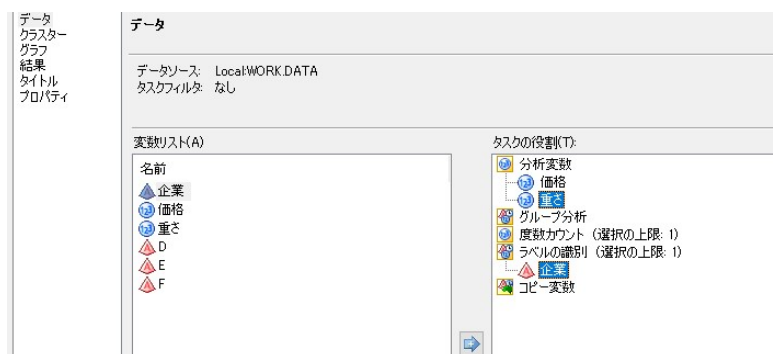 データ
クラスター
グラフ
結果
タイトル
プロパティ
データ
データソース: Local:WORK.DATA
タスクフィルタ: なし
変数リスト(A)
名前
企業
価格
重さ
D
E
F
タスクの役割(T):
分析変数
価格
重さ
グループ分析
度数カウント (選択の上限: 1)
ラベルの識別 (選択の上限: 1)
企業
コピー変数